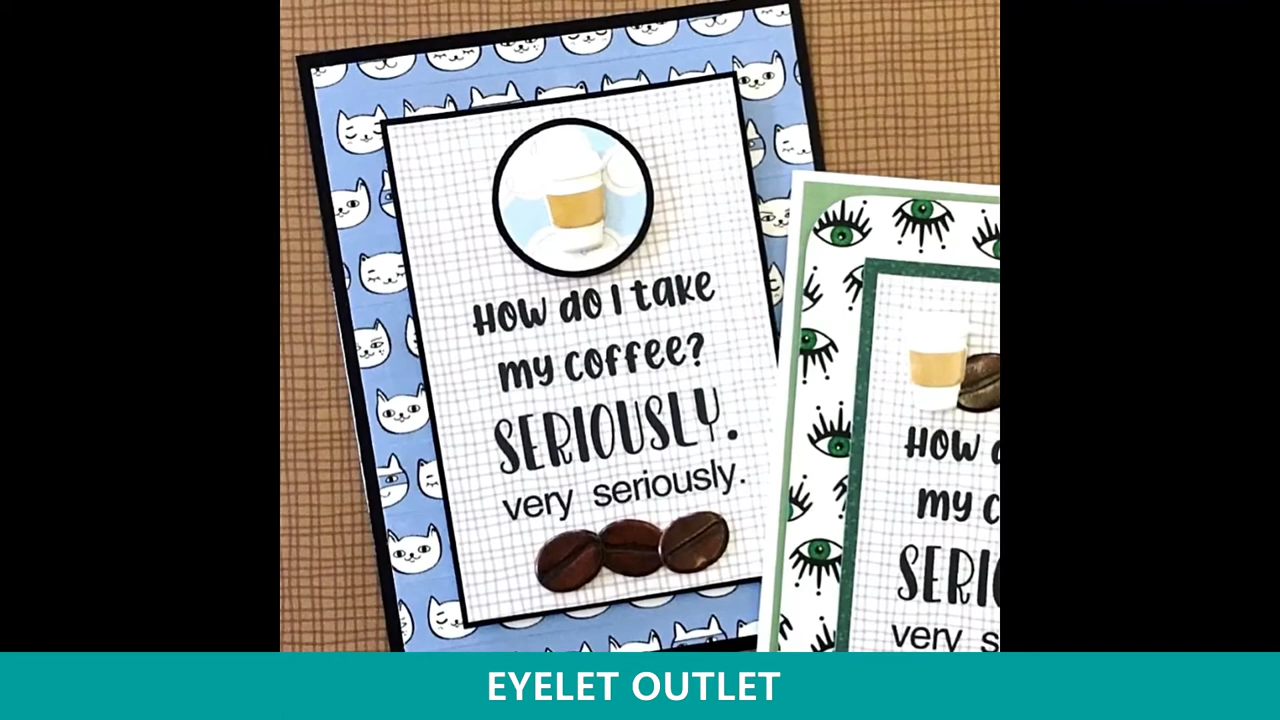 How do I take
my coffee?
SERIOUSLY.
very seriously.
How
my c
SERI
very s
EYELET OUTLET